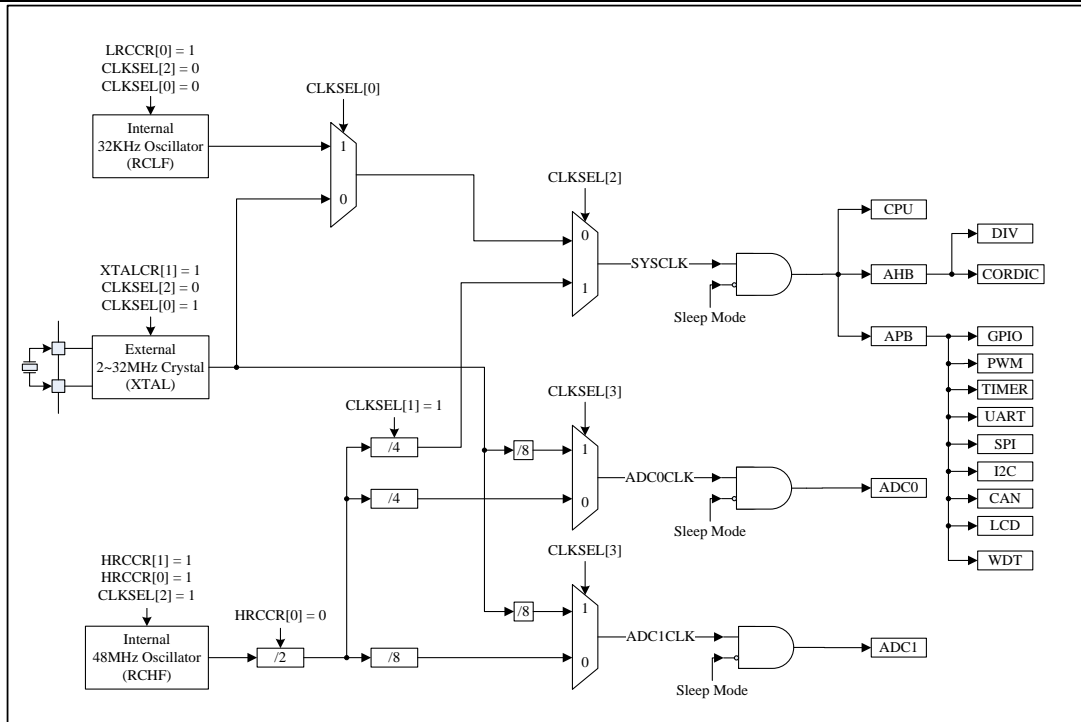 LRCCR[0] = 1
CLKSEL[2] = 0
CLKSEL[0] = 0
Internal
32KHz Oscillator
(RCLF)
CLKSEL[0]
1
0
XTALCR[1] = 1
CLKSEL[2] = 0
CLKSEL[0] = 1
External
2~32MHz Crystal
(XTAL)
CLKSEL[2]
0
1
SYSCLK
Sleep Mode
CPU
AHB
APB
DIV
CORDIC
GPIO
PWM
TIMER
UART
SPI
I2C
CAN
LCD
WDT
CLKSEL[1] = 1
/4
/4
/8
CLKSEL[3]
1
0
ADC0CLK
Sleep Mode
ADC0
HRCCR[1] = 1
HRCCR[0] = 1
CLKSEL[2] = 1
Internal
48MHz Oscillator
(RCHF)
HRCCR[0] = 0
/2
/8
/8
CLKSEL[3]
1
0
ADC1CLK
Sleep Mode
ADC1